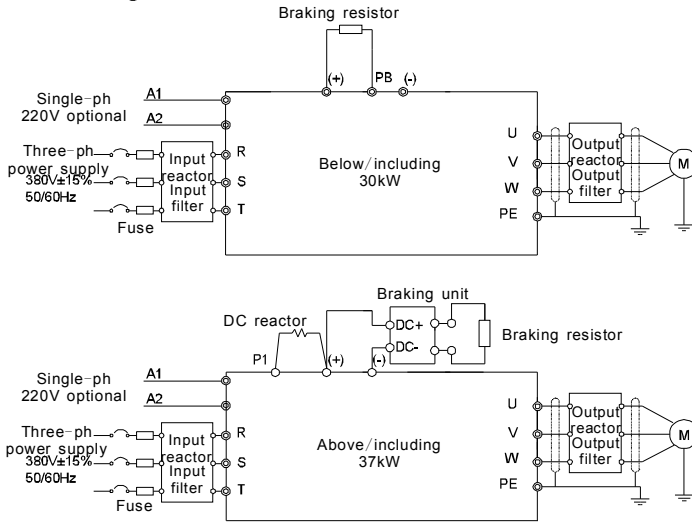 Braking resistor
(+) PB (-)
Single-ph A1
220V optional
A2
Three-ph
power supply
380V±15%
50/60Hz
Fuse
Input
reactor
Input
filter
R
S
T
Below/including
30kW
U
V
W
PE
Output
reactor
Output
filter
M
Braking unit
DC reactor
DC+
DC-
Braking resistor
P1 (+) (-)
Single-ph A1
220V optional
A2
Three-ph
power supply
380V±15%
50/60Hz
Fuse
Input
reactor
Input
filter
R
S
T
Above/including
37kW
U
V
W
PE
Output
reactor
Output
filter
M